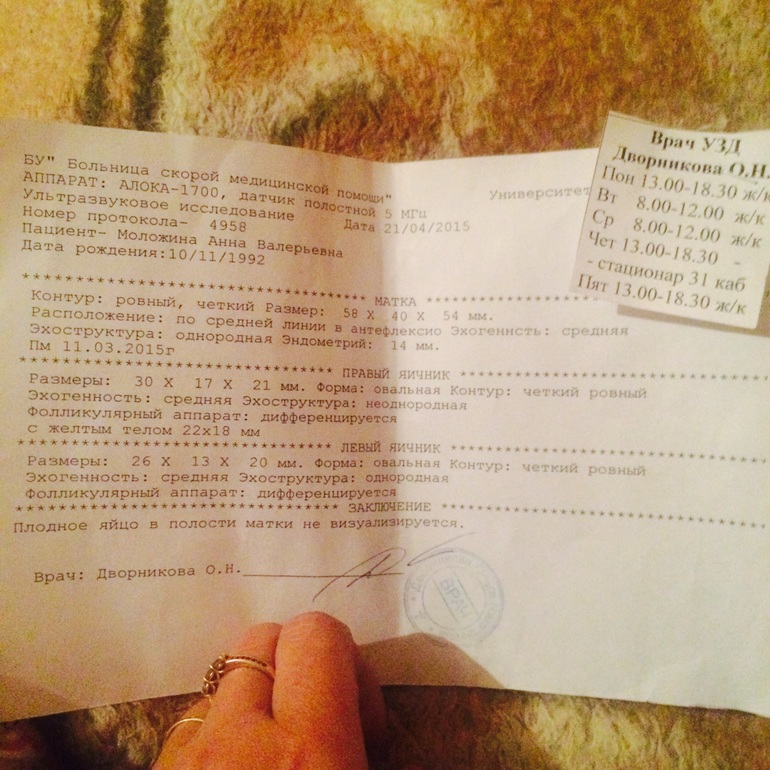 БУ" Больница скорой медицинской помощи"
Университет
АППАРАТ: АЛОКА-1700, датчик полостной 5 МГц
Ультразвуковое исследование Дата 21/04/2015
Номер протокола- 4958
Пациент- Моложина Анна Валерьевна
Дата рождения:10/11/1992
********************************** МАТКА **********************************
Контур: ровный, четкий Размер: 58 X 40 X 54 мм.
Расположение: по средней линии в антефлексио Эхогеннсть: средняя
Эхоструктура: однородная Эндометрий: 14 мм.
Пм 11.03.2015г
******************************* ПРАВЫЙ ЯИЧНИК *******************************
Размеры: 30 X 17 X 21 мм. Форма: овальная Контур: четкий ровный
Эхогенность: средняя Эхоструктура: неоднородная
Фолликулярный аппарат: дифференцируется
с желтым телом 22х18 мм
******************************* ЛЕВЫЙ ЯИЧНИК *******************************
Размеры: 26 X 13 X 20 мм. Форма: овальная Контур: четкий ровный
Эхогенность: средняя Эхоструктура: однородная
Фолликулярный аппарат: дифференцируется
******************************** ЗАКЛЮЧЕНИЕ ********************************
Плодное яйцо в полости матки не визуализируется.
Врач: Дворникова О.Н.
ВРАЧ
Врач УЗД
Дворникова О.Н.
Пон 13.00-18.30 ж/к
Вт 8.00-12.00 ж/к
Ср 8.00-12.00 ж/к
Чет 13.00-18.30 -
- стационар 31 каб
Пят 13.00-18.30 ж/к